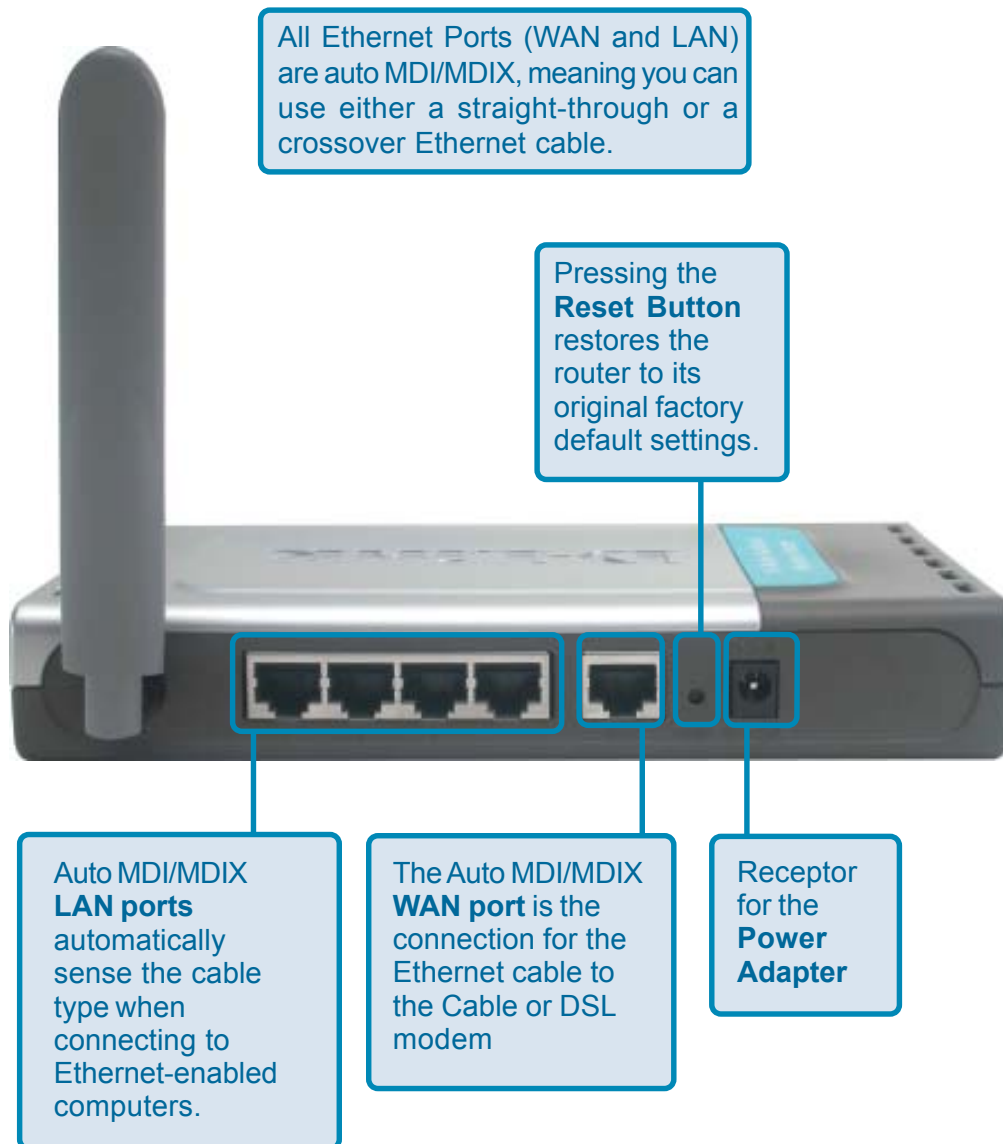 All Ethernet Ports (WAN and LAN)
are auto MDI/MDIX, meaning you can
use either a straight-through or a
crossover Ethernet cable.
Pressing the
Reset Button
restores the
router to its
original factory
default settings.
D-Link
Auto MDI/MDIX
LAN ports
automatically
sense the cable
type when
connecting to
Ethernet-enabled
computers.
The Auto MDI/MDIX
WAN port is the
connection for the
Ethernet cable to
the Cable or DSL
modem
Receptor
for the
Power
Adapter